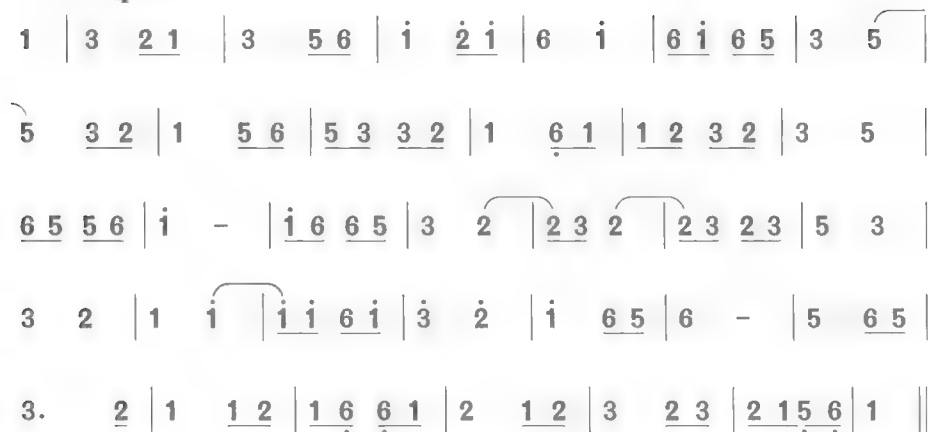 1 | 3 2 1 | 3 5 6 | i̇ 2̇ i̇ | 6 i̇ | 6 i̇ 6 5 | 3 5 |
5 3 2 | 1 5 6 | 5 3 3 2 | 1 6̣ 1 | 1 2 3 2 | 3 5 |
6 5 5 6 | i̇ - | i̇ 6 6 5 | 3 2 | 2 3 2 | 2 3 2 3 | 5 3 |
3 2 | 1 i̇ | i̇ i̇ 6 i̇ | 3̇ 2̇ | i̇ 6 5 | 6 - | 5 6 5 |
3. 2 | 1 1 2 | 1 6̣ 6̣ 1 | 2 1 2 | 3 2 3 | 2 1 5̣ 6̣ | 1 ||